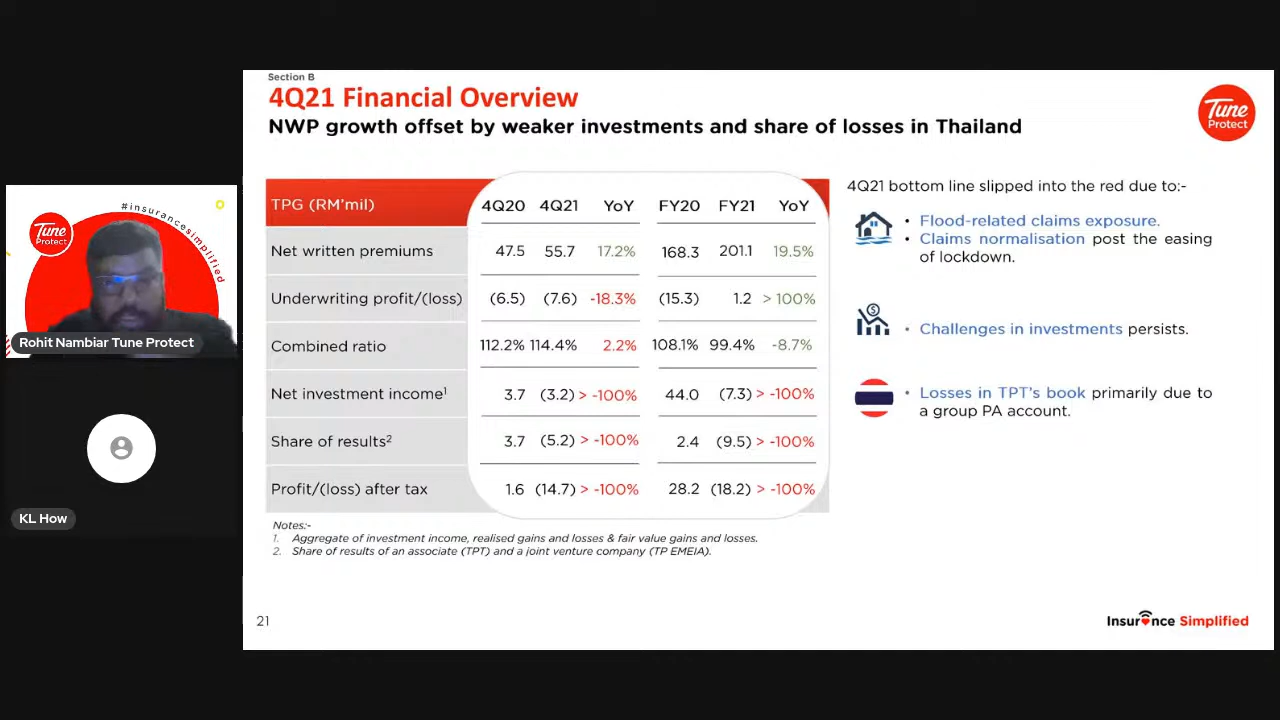 Section B
4Q21 Financial Overview
NWP growth offset by weaker investments and share of losses in Thailand
Tune
Protect
TPG (RM'mil) 4Q20 4Q21 YoY FY20 FY21 YoY
Net written premiums 47.5 55.7 17.2% 168.3 201.1 19.5%
Underwriting profit/(loss) (6.5) (7.6) -18.3% (15.3) 1.2 > 100%
Combined ratio 112.2% 114.4% 2.2% 108.1% 99.4% -8.7%
Net investment income¹ 3.7 (3.2) > -100% 44.0 (7.3) > -100%
Share of results² 3.7 (5.2) > -100% 2.4 (9.5) > -100%
Profit/(loss) after tax 1.6 (14.7) > -100% 28.2 (18.2) > -100%
Notes:-
1. Aggregate of investment income, realised gains and losses & fair value gains and losses.
2. Share of results of an associate (TPT) and a joint venture company (TP EMEIA).
4Q21 bottom line slipped into the red due to:-
• Flood-related claims exposure.
• Claims normalisation post the easing
of lockdown.
• Challenges in investments persists.
• Losses in TPT's book primarily due to
a group PA account.
21
Insurance Simplified
#insurancesimplified
Tune
Protect
Rohit Nambiar Tune Protect
KL How